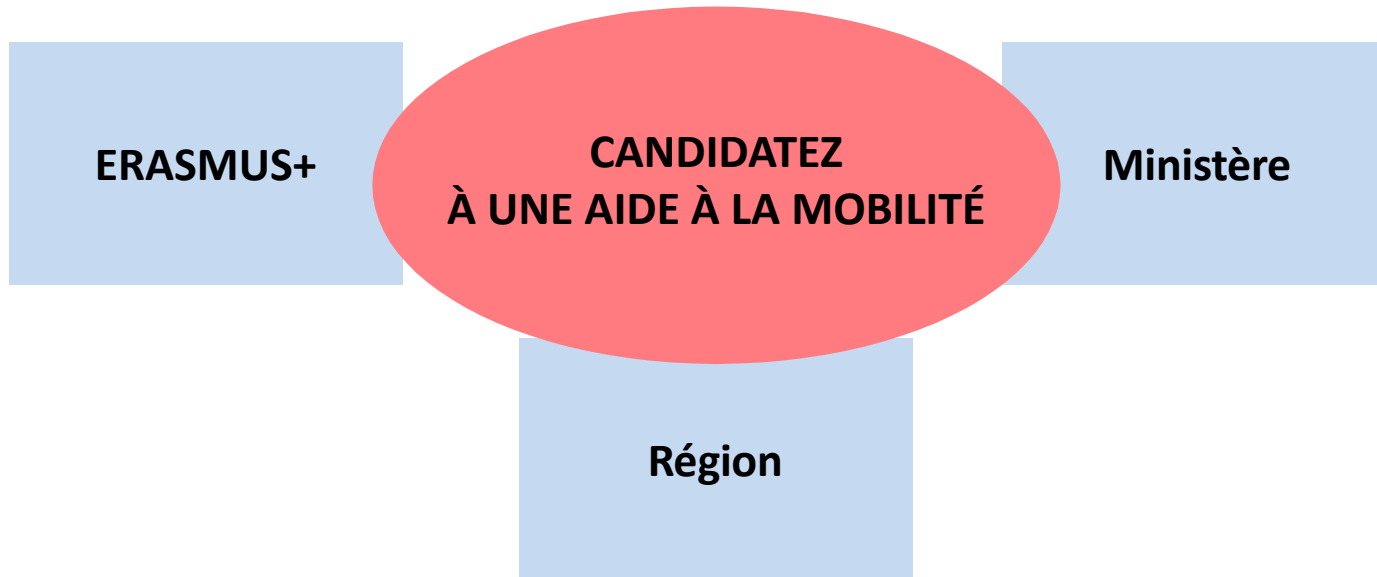 ERASMUS+
CANDIDATEZ
À UNE AIDE À LA MOBILITÉ
Ministère
Région